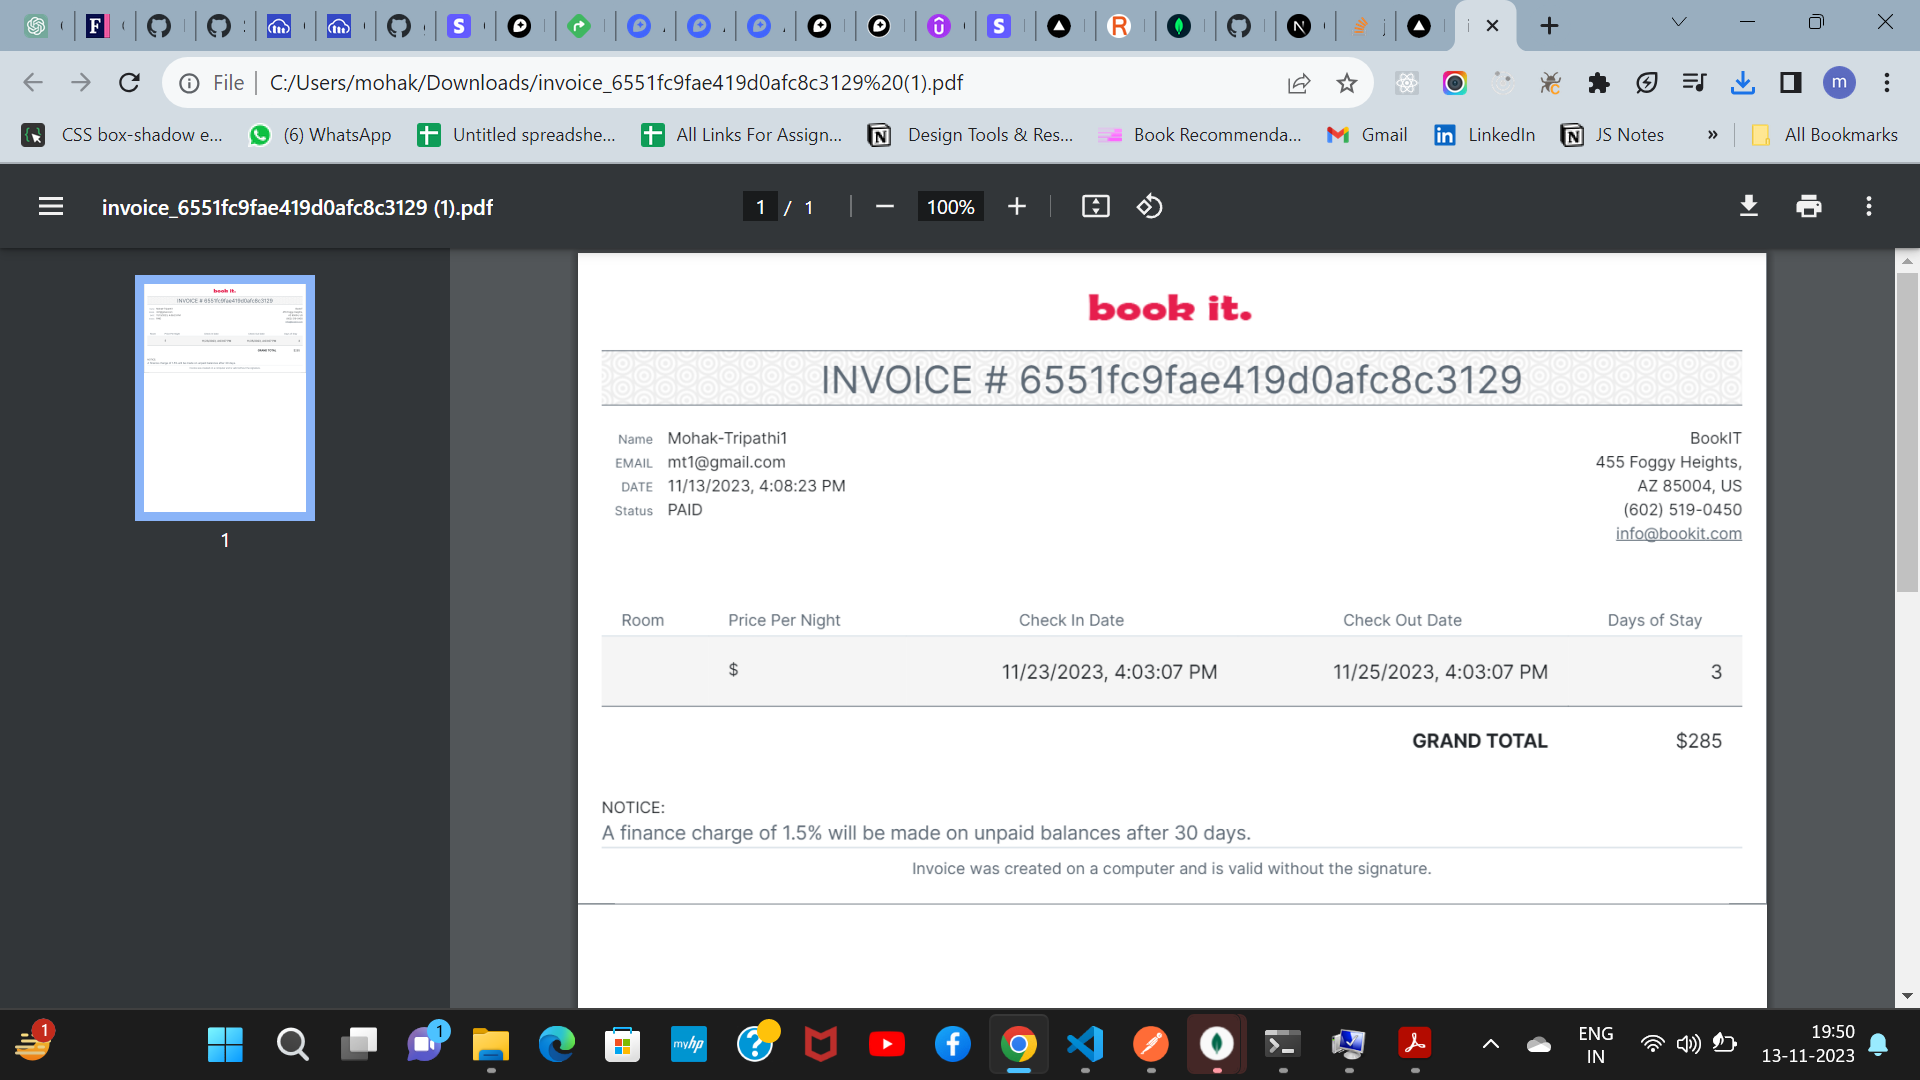 File
C:/Users/mohak/Downloads/invoice_6551fc9fae419d0afc8c3129%20(1).pdf
m
CSS box-shadow e...
(6) WhatsApp
Untitled spreadshe...
All Links For Assign...
Design Tools & Res...
Book Recommenda...
Gmail
LinkedIn
JS Notes
»
All Bookmarks
invoice_6551fc9fae419d0afc8c3129 (1).pdf
1 / 1
100%
1
book it.
INVOICE # 6551fc9fae419d0afc8c3129
Name Mohak-Tripathi1
EMAIL mt1@gmail.com
DATE 11/13/2023, 4:08:23 PM
Status PAID
BookIT
455 Foggy Heights,
AZ 85004, US
(602) 519-0450
info@bookit.com
Room Price Per Night Check In Date Check Out Date Days of Stay
$ 11/23/2023, 4:03:07 PM 11/25/2023, 4:03:07 PM 3
GRAND TOTAL $285
NOTICE:
A finance charge of 1.5% will be made on unpaid balances after 30 days.
Invoice was created on a computer and is valid without the signature.
1
1
myhp
ENG
IN
19:50
13-11-2023